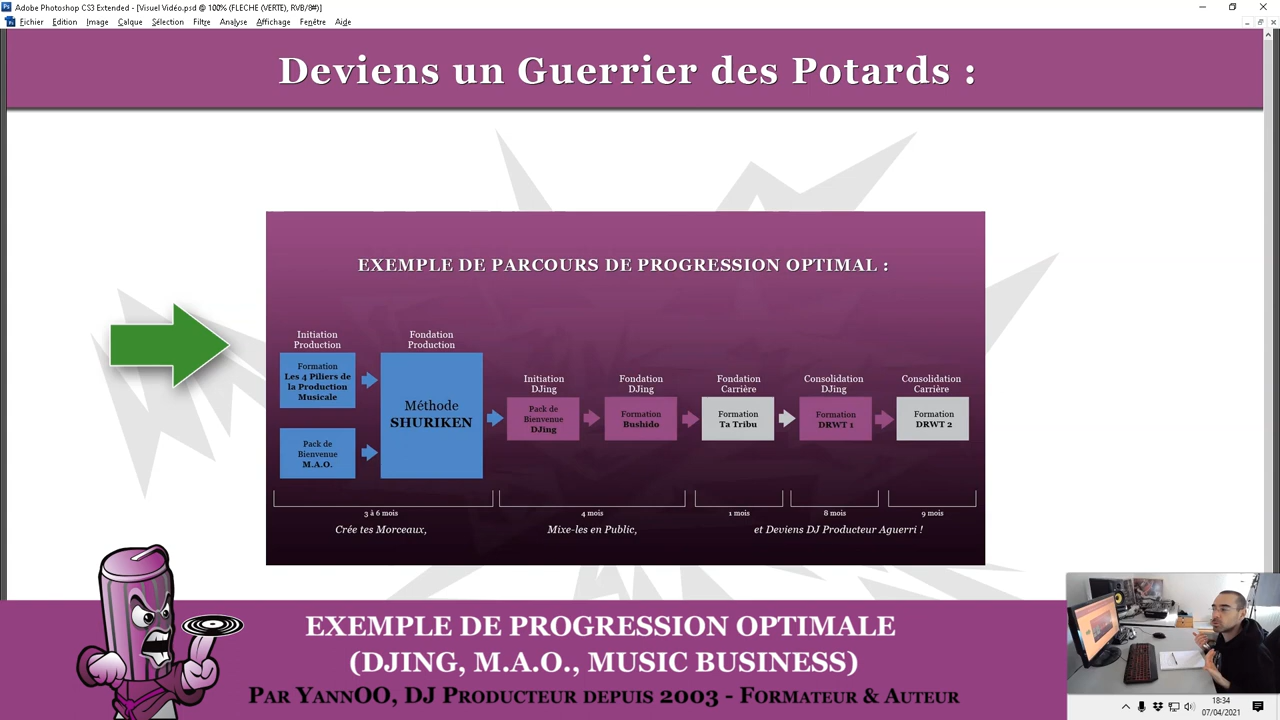 Adobe Photoshop CS3 Extended - [Visuel Vidéo.psd @ 100% (FLECHE (VERTE), RVB/8#)]
Fichier Edition Image Calque Sélection Filtre Analyse Affichage Fenêtre Aide
Deviens un Guerrier des Potards :
EXEMPLE DE PARCOURS DE PROGRESSION OPTIMAL :
Initiation
Production
Fondation
Production
Formation
Les 4 Piliers de
la Production
Musicale
Pack de
Bienvenue
M.A.O.
Méthode
SHURIKEN
Initiation
DJing
Pack de
Bienvenue
DJing
Fondation
DJing
Formation
Bushido
Fondation
Carrière
Formation
Ta Tribu
Consolidation
DJing
Formation
DRWT 1
Consolidation
Carrière
Formation
DRWT 2
3 à 6 mois
4 mois
1 mois
8 mois
9 mois
Crée tes Morceaux,
Mixe-les en Public,
et Deviens DJ Producteur Aguerri !
EXEMPLE DE PROGRESSION OPTIMALE
(DJING, M.A.O., MUSIC BUSINESS)
PAR YANNOO, DJ PRODUCTEUR DEPUIS 2003 - FORMATEUR & AUTEUR
18:34
07/04/2021